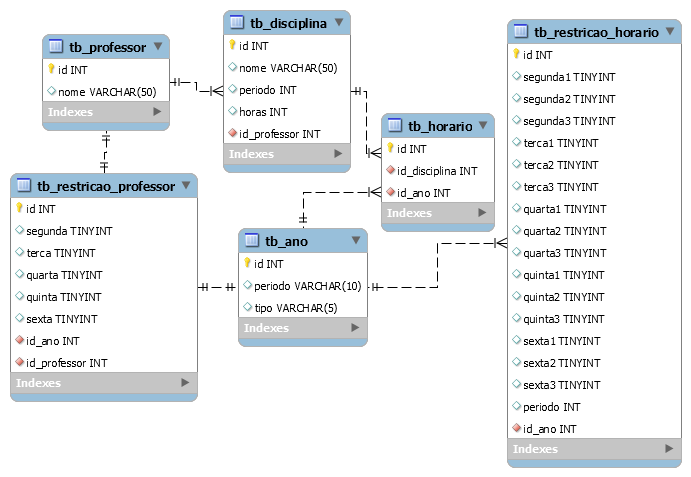 tb_professor
id INT
nome VARCHAR(50)
Indexes
tb_disciplina
id INT
nome VARCHAR(50)
periodo INT
horas INT
id_professor INT
Indexes
tb_horario
id INT
id_disciplina INT
id_ano INT
Indexes
tb_restricao_horario
id INT
segunda1 TINYINT
segunda2 TINYINT
segunda3 TINYINT
terca1 TINYINT
terca2 TINYINT
terca3 TINYINT
quarta1 TINYINT
quarta2 TINYINT
quarta3 TINYINT
quinta1 TINYINT
quinta2 TINYINT
quinta3 TINYINT
sexta1 TINYINT
sexta2 TINYINT
sexta3 TINYINT
periodo INT
id_ano INT
Indexes
tb_restricao_professor
id INT
segunda TINYINT
terca TINYINT
quarta TINYINT
quinta TINYINT
sexta TINYINT
id_ano INT
id_professor INT
Indexes
tb_ano
id INT
periodo VARCHAR(10)
tipo VARCHAR(5)
Indexes